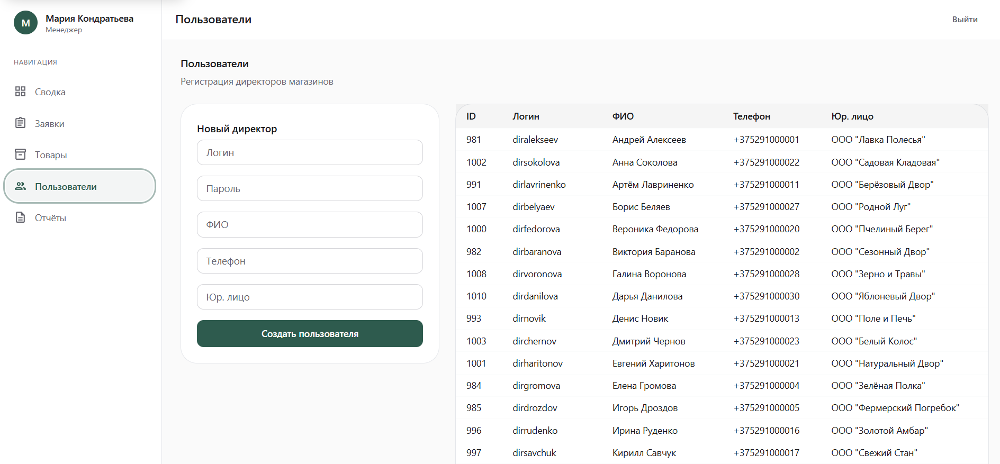 М
Мария Кондратьева
Менеджер
НАВИГАЦИЯ
Сводка
Заявки
Товары
Пользователи
Отчёты
Пользователи
Выйти
Пользователи
Регистрация директоров магазинов
Новый директор
Логин
Пароль
ФИО
Телефон
Юр. лицо
Создать пользователя
ID Логин ФИО Телефон Юр. лицо
981 diralekseev Андрей Алексеев +375291000001 ООО "Лавка Полесья"
1002 dirsokolova Анна Соколова +375291000022 ООО "Садовая Кладовая"
991 dirlavrinenko Артём Лавриненко +375291000011 ООО "Берёзовый Двор"
1007 dirbelyaev Борис Беляев +375291000027 ООО "Родной Луг"
1000 dirfedorova Вероника Федорова +375291000020 ООО "Пчелиный Берег"
982 dirbaranova Виктория Баранова +375291000002 ООО "Сезонный Двор"
1008 dirvoronova Галина Воронова +375291000028 ООО "Зерно и Травы"
1010 dirdanilova Дарья Данилова +375291000030 ООО "Яблоневый Двор"
993 dirnovik Денис Новик +375291000013 ООО "Поле и Печь"
1003 dirchernov Дмитрий Чернов +375291000023 ООО "Белый Колос"
1001 dirharitonov Евгений Харитонов +375291000021 ООО "Натуральный Двор"
984 dirgromova Елена Громова +375291000004 ООО "Зелёная Полка"
985 dirdrozdov Игорь Дроздов +375291000005 ООО "Фермерский Погребок"
996 dirrudenko Ирина Руденко +375291000016 ООО "Золотой Амбар"
997 dirsavchuk Кирилл Савчук +375291000017 ООО "Свежий Стан"